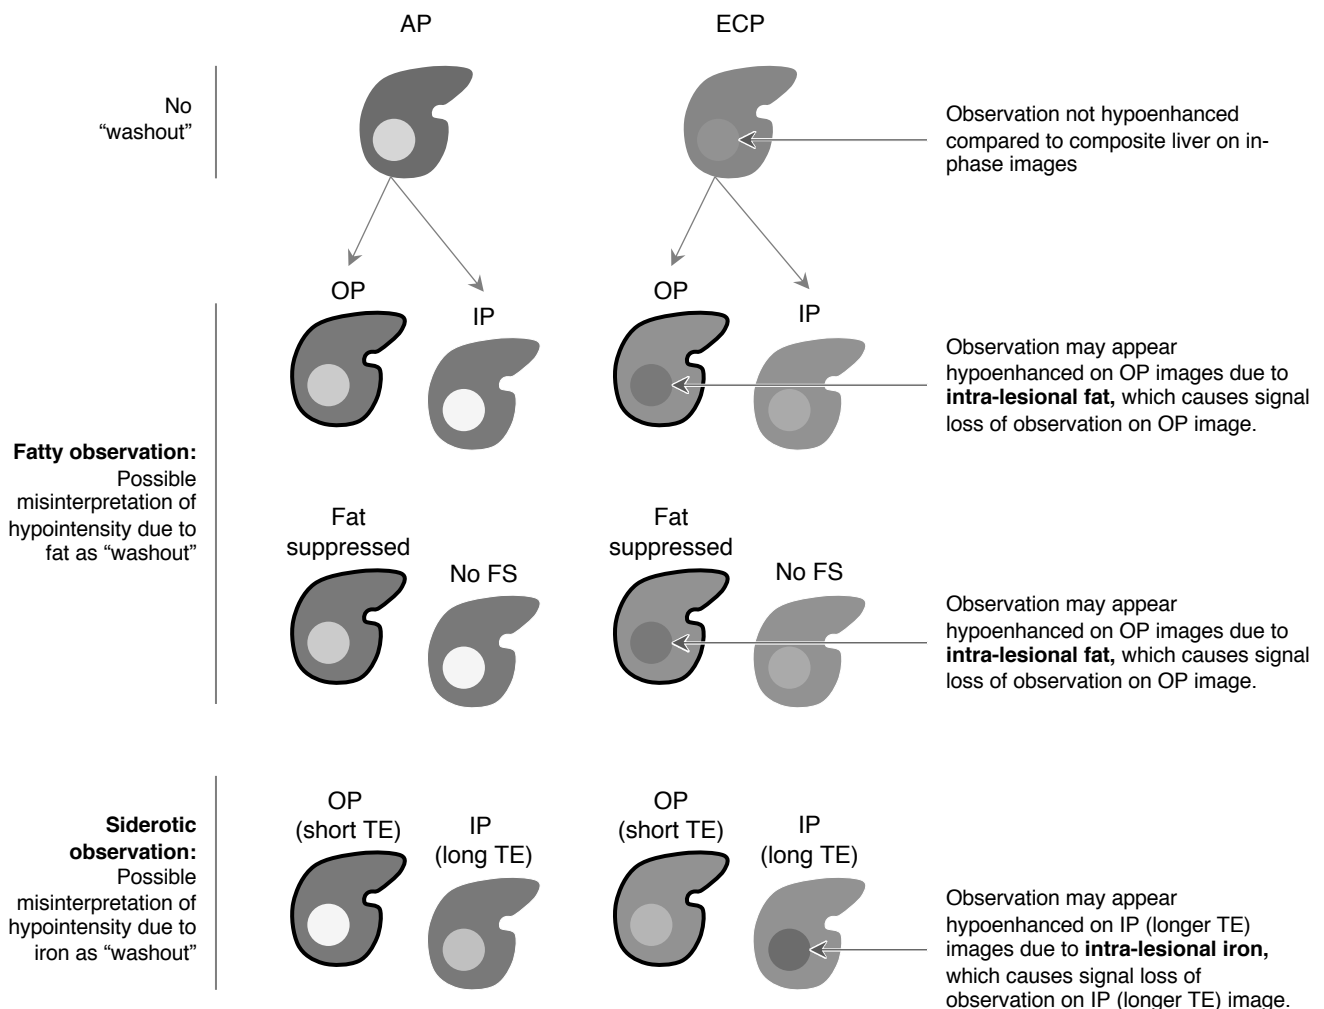 AP
ECP
No
“washout”
Observation not hypoenhanced
compared to composite liver on in-
phase images
OP
IP
OP
IP
Observation may appear
hypoenhanced on OP images due to
intra-lesional fat, which causes signal
loss of observation on OP image.
Fatty observation:
Possible
misinterpretation of
hypointensity due to
fat as “washout”
Fat
suppressed
No FS
Fat
suppressed
No FS
Observation may appear
hypoenhanced on OP images due to
intra-lesional fat, which causes signal
loss of observation on OP image.
Siderotic
observation:
Possible
misinterpretation of
hypointensity due to
iron as “washout”
OP
(short TE)
IP
(long TE)
OP
(short TE)
IP
(long TE)
Observation may appear
hypoenhanced on IP (longer TE)
images due to intra-lesional iron,
which causes signal loss of
observation on IP (longer TE) image.